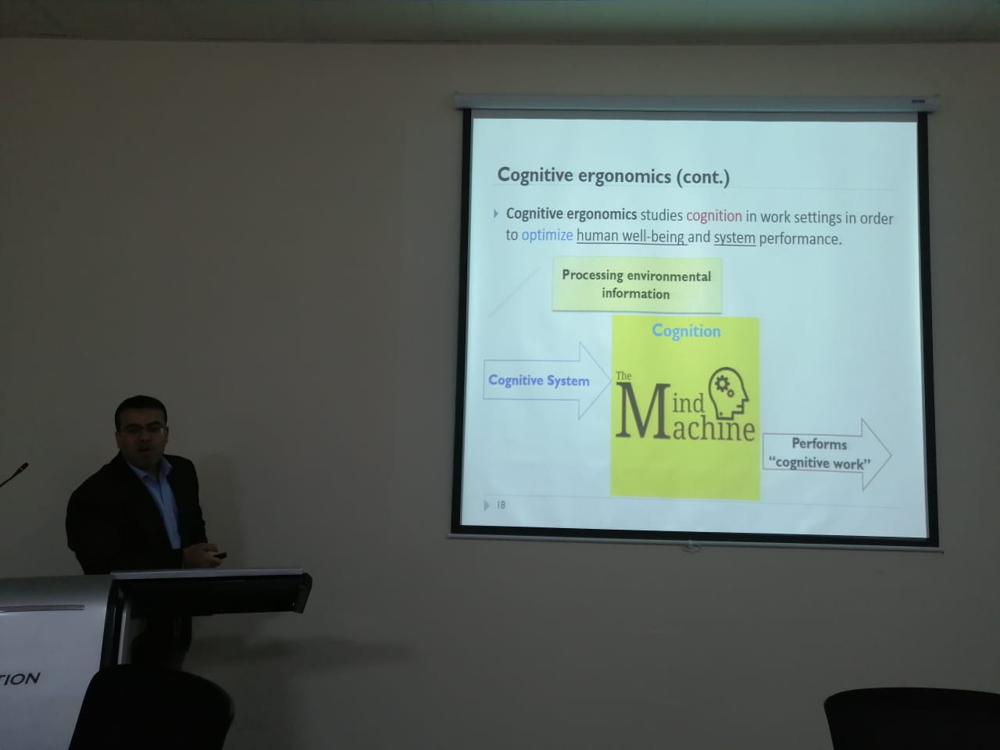 Cognitive ergonomics (cont.)
Cognitive ergonomics studies cognition in work settings in order
to optimize human well-being and system performance.
Processing environmental
information
Cognition
Cognitive System
The
Mind
Machine
Performs
“cognitive work”
18
TION